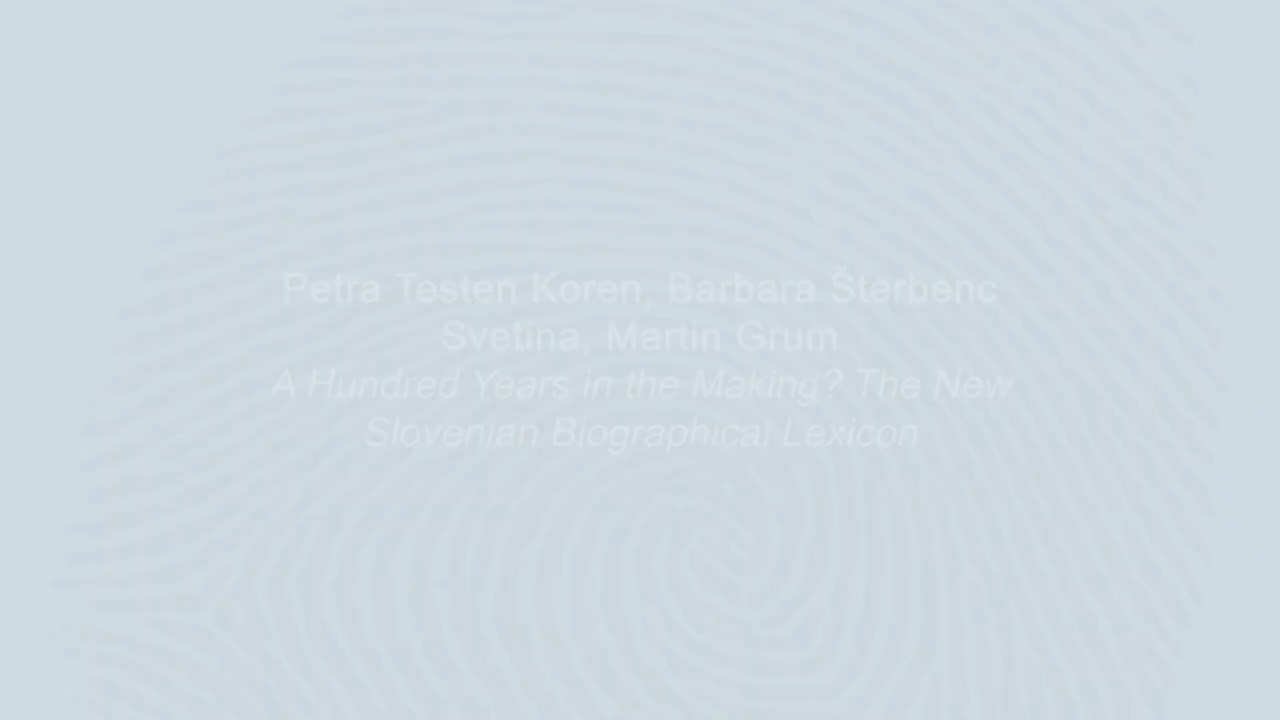 Petra Testen Koren, Barbara Šterbenc
Svetina, Martin Grum
A Hundred Years in the Making? The New
Slovenian Biographical Lexicon